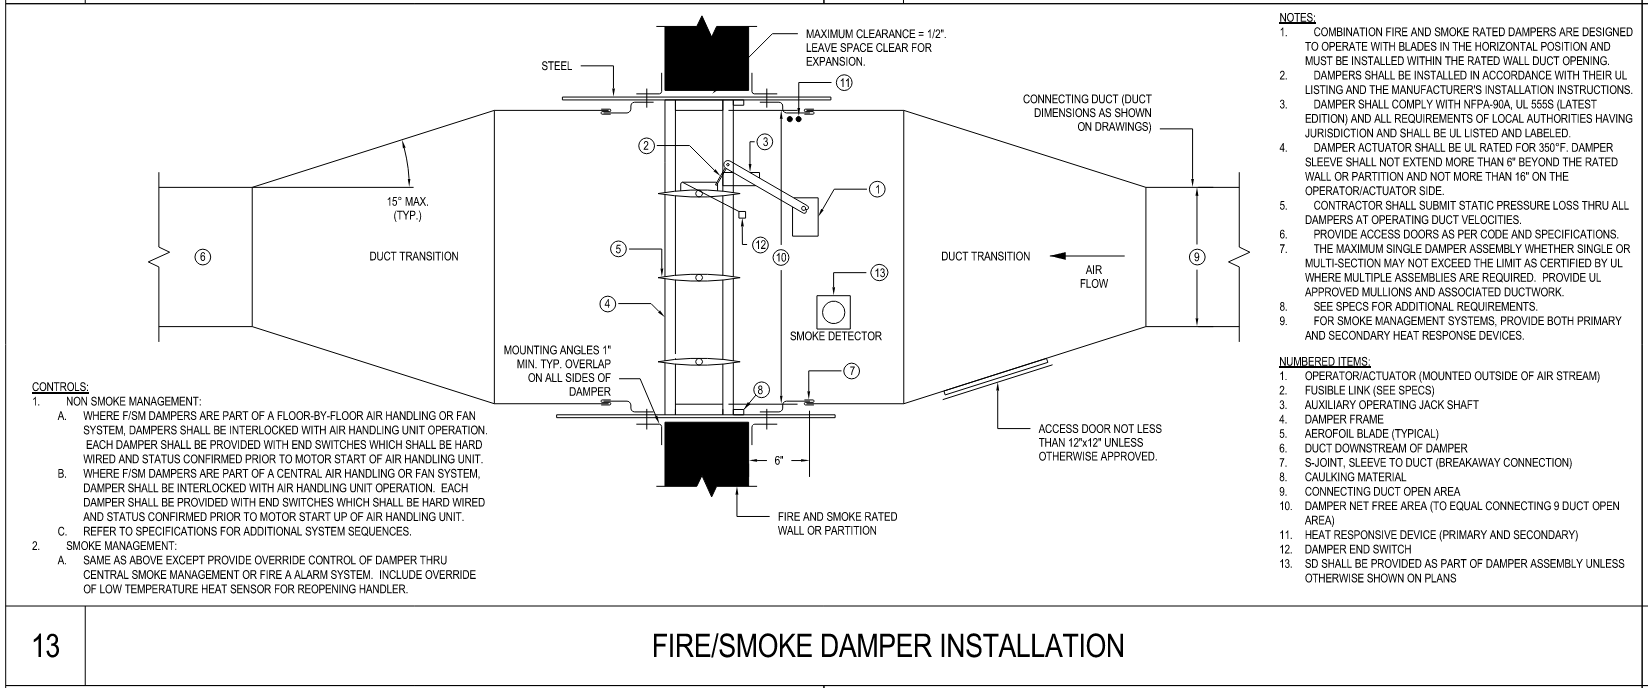 MAXIMUM CLEARANCE = 1/2".
LEAVE SPACE CLEAR FOR
EXPANSION.
STEEL
11
CONNECTING DUCT (DUCT
DIMENSIONS AS SHOWN
ON DRAWINGS)
2
3
1
15° MAX.
(TYP.)
12
10
5
6
DUCT TRANSITION
DUCT TRANSITION
AIR
FLOW
9
13
4
SMOKE DETECTOR
MOUNTING ANGLES 1"
MIN. TYP. OVERLAP
ON ALL SIDES OF
DAMPER
7
8
ACCESS DOOR NOT LESS
THAN 12"x12" UNLESS
OTHERWISE APPROVED.
6"
FIRE AND SMOKE RATED
WALL OR PARTITION
CONTROLS:
1. NON SMOKE MANAGEMENT:
A. WHERE F/SM DAMPERS ARE PART OF A FLOOR-BY-FLOOR AIR HANDLING OR FAN
SYSTEM, DAMPERS SHALL BE INTERLOCKED WITH AIR HANDLING UNIT OPERATION.
EACH DAMPER SHALL BE PROVIDED WITH END SWITCHES WHICH SHALL BE HARD
WIRED AND STATUS CONFIRMED PRIOR TO MOTOR START OF AIR HANDLING UNIT.
B. WHERE F/SM DAMPERS ARE PART OF A CENTRAL AIR HANDLING OR FAN SYSTEM,
DAMPER SHALL BE INTERLOCKED WITH AIR HANDLING UNIT OPERATION. EACH
DAMPER SHALL BE PROVIDED WITH END SWITCHES WHICH SHALL BE HARD WIRED
AND STATUS CONFIRMED PRIOR TO MOTOR START UP OF AIR HANDLING UNIT.
C. REFER TO SPECIFICATIONS FOR ADDITIONAL SYSTEM SEQUENCES.
2. SMOKE MANAGEMENT:
A. SAME AS ABOVE EXCEPT PROVIDE OVERRIDE CONTROL OF DAMPER THRU
CENTRAL SMOKE MANAGEMENT OR FIRE A ALARM SYSTEM. INCLUDE OVERRIDE
OF LOW TEMPERATURE HEAT SENSOR FOR REOPENING HANDLER.
NOTES:
1. COMBINATION FIRE AND SMOKE RATED DAMPERS ARE DESIGNED
TO OPERATE WITH BLADES IN THE HORIZONTAL POSITION AND
MUST BE INSTALLED WITHIN THE RATED WALL DUCT OPENING.
2. DAMPERS SHALL BE INSTALLED IN ACCORDANCE WITH THEIR UL
LISTING AND THE MANUFACTURER'S INSTALLATION INSTRUCTIONS.
3. DAMPER SHALL COMPLY WITH NFPA-90A, UL 555S (LATEST
EDITION) AND ALL REQUIREMENTS OF LOCAL AUTHORITIES HAVING
JURISDICTION AND SHALL BE UL LISTED AND LABELED.
4. DAMPER ACTUATOR SHALL BE UL RATED FOR 350°F. DAMPER
SLEEVE SHALL NOT EXTEND MORE THAN 6" BEYOND THE RATED
WALL OR PARTITION AND NOT MORE THAN 16" ON THE
OPERATOR/ACTUATOR SIDE.
5. CONTRACTOR SHALL SUBMIT STATIC PRESSURE LOSS THRU ALL
DAMPERS AT OPERATING DUCT VELOCITIES.
6. PROVIDE ACCESS DOORS AS PER CODE AND SPECIFICATIONS.
7. THE MAXIMUM SINGLE DAMPER ASSEMBLY WHETHER SINGLE OR
MULTI-SECTION MAY NOT EXCEED THE LIMIT AS CERTIFIED BY UL
WHERE MULTIPLE ASSEMBLIES ARE REQUIRED. PROVIDE UL
APPROVED MULLIONS AND ASSOCIATED DUCTWORK.
8. SEE SPECS FOR ADDITIONAL REQUIREMENTS.
9. FOR SMOKE MANAGEMENT SYSTEMS, PROVIDE BOTH PRIMARY
AND SECONDARY HEAT RESPONSE DEVICES.
NUMBERED ITEMS:
1. OPERATOR/ACTUATOR (MOUNTED OUTSIDE OF AIR STREAM)
2. FUSIBLE LINK (SEE SPECS)
3. AUXILIARY OPERATING JACK SHAFT
4. DAMPER FRAME
5. AEROFOIL BLADE (TYPICAL)
6. DUCT DOWNSTREAM OF DAMPER
7. S-JOINT, SLEEVE TO DUCT (BREAKAWAY CONNECTION)
8. CAULKING MATERIAL
9. CONNECTING DUCT OPEN AREA
10. DAMPER NET FREE AREA (TO EQUAL CONNECTING 9 DUCT OPEN
AREA)
11. HEAT RESPONSIVE DEVICE (PRIMARY AND SECONDARY)
12. DAMPER END SWITCH
13. SD SHALL BE PROVIDED AS PART OF DAMPER ASSEMBLY UNLESS
OTHERWISE SHOWN ON PLANS
13
FIRE/SMOKE DAMPER INSTALLATION